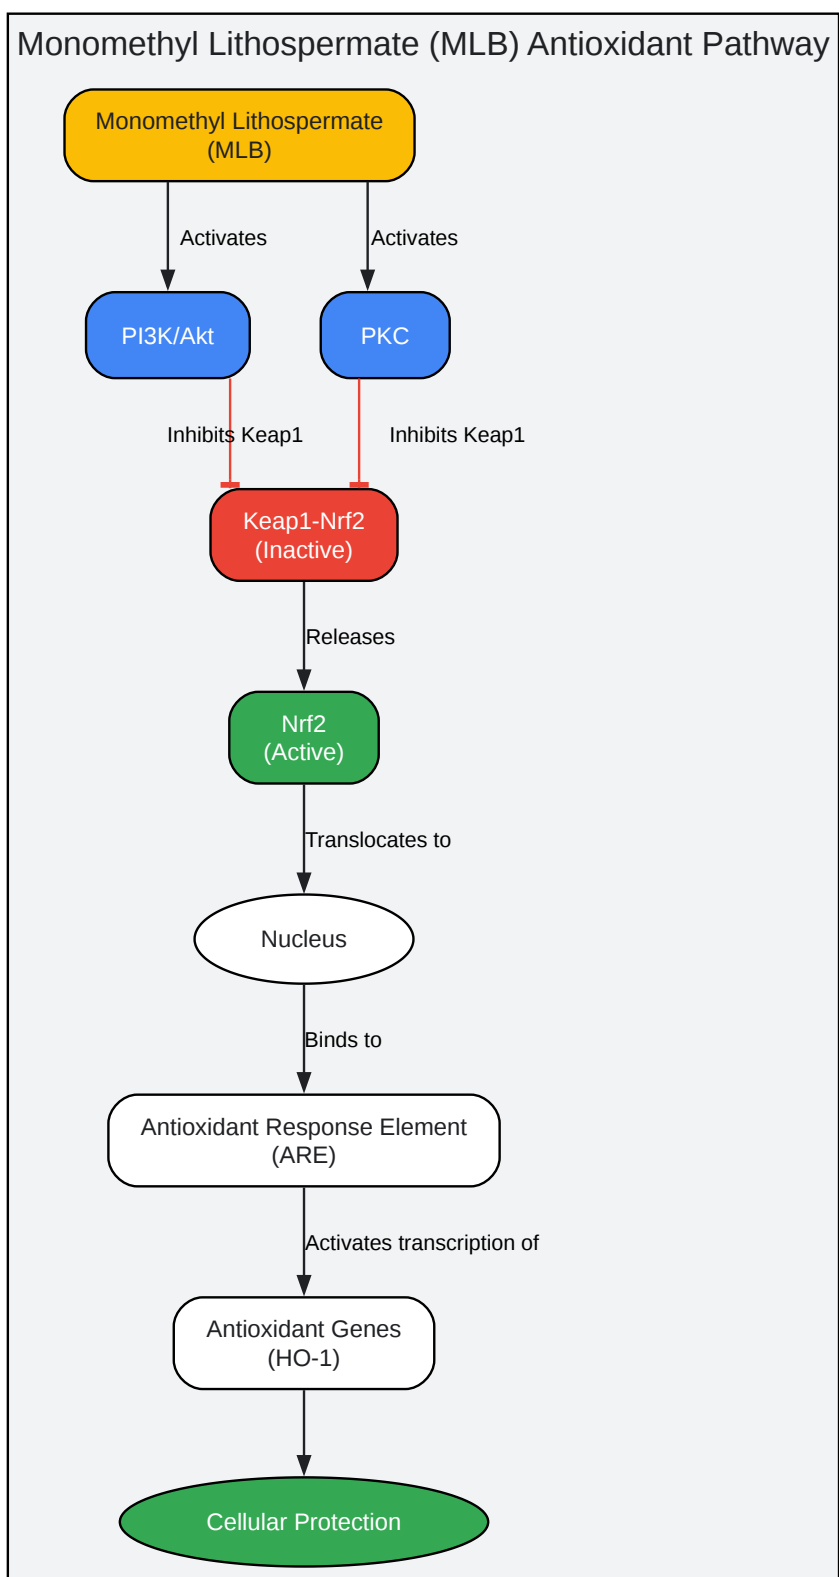 Monomethyl Lithospermate (MLB) Antioxidant Pathway
Monomethyl Lithospermate
(MLB)
Activates
Activates
PI3K/Akt
PKC
Inhibits Keap1
Inhibits Keap1
Keap1-Nrf2
(Inactive)
Releases
Nrf2
(Active)
Translocates to
Nucleus
Binds to
Antioxidant Response Element
(ARE)
Activates transcription of
Antioxidant Genes
(HO-1)
Cellular Protection